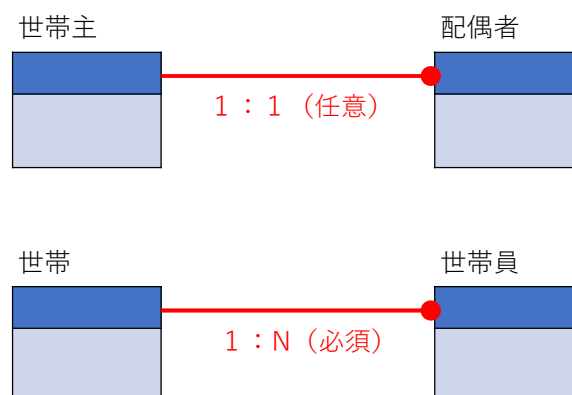 世帯主
配偶者
１：１（任意）
世帯
世帯員
１：Ｎ（必須）